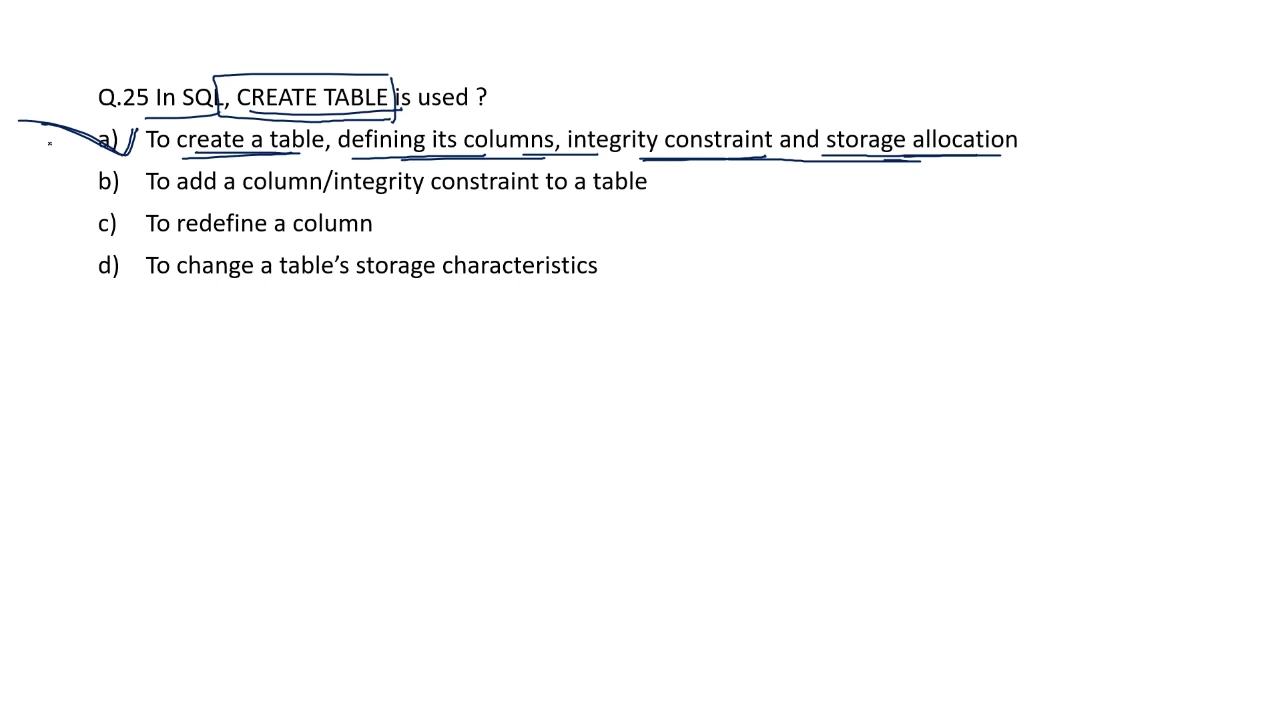 Q.25 In SQL, CREATE TABLE is used ?
a) To create a table, defining its columns, integrity constraint and storage allocation
b) To add a column/integrity constraint to a table
c) To redefine a column
d) To change a table’s storage characteristics